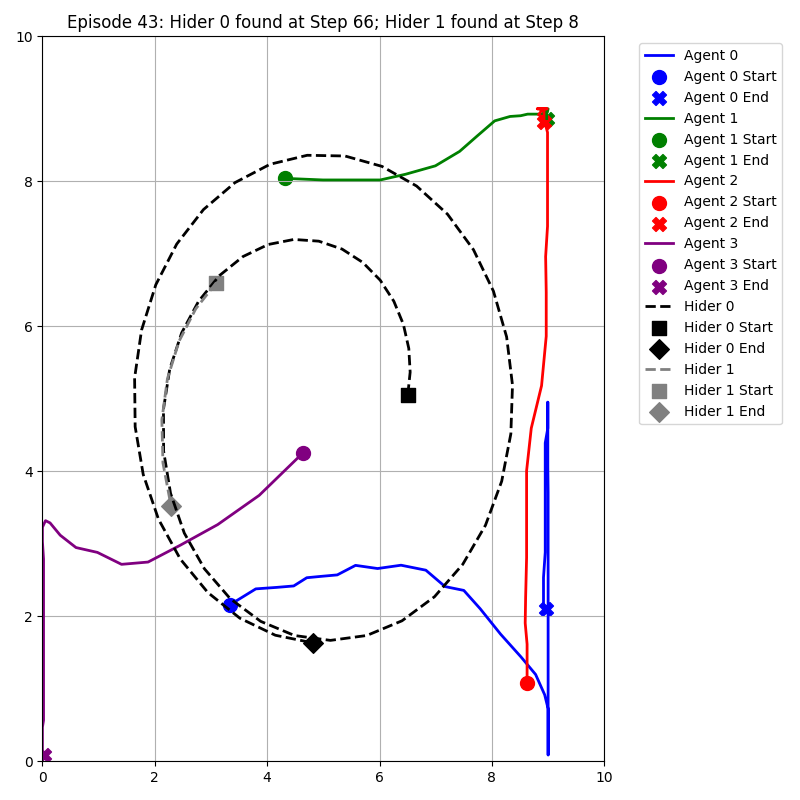 Episode 43: Hider 0 found at Step 66; Hider 1 found at Step 8
10
8
6
4
2
0
0
2
4
6
8
10
Agent 0
Agent 0 Start
Agent 0 End
Agent 1
Agent 1 Start
Agent 1 End
Agent 2
Agent 2 Start
Agent 2 End
Agent 3
Agent 3 Start
Agent 3 End
Hider 0
Hider 0 Start
Hider 0 End
Hider 1
Hider 1 Start
Hider 1 End